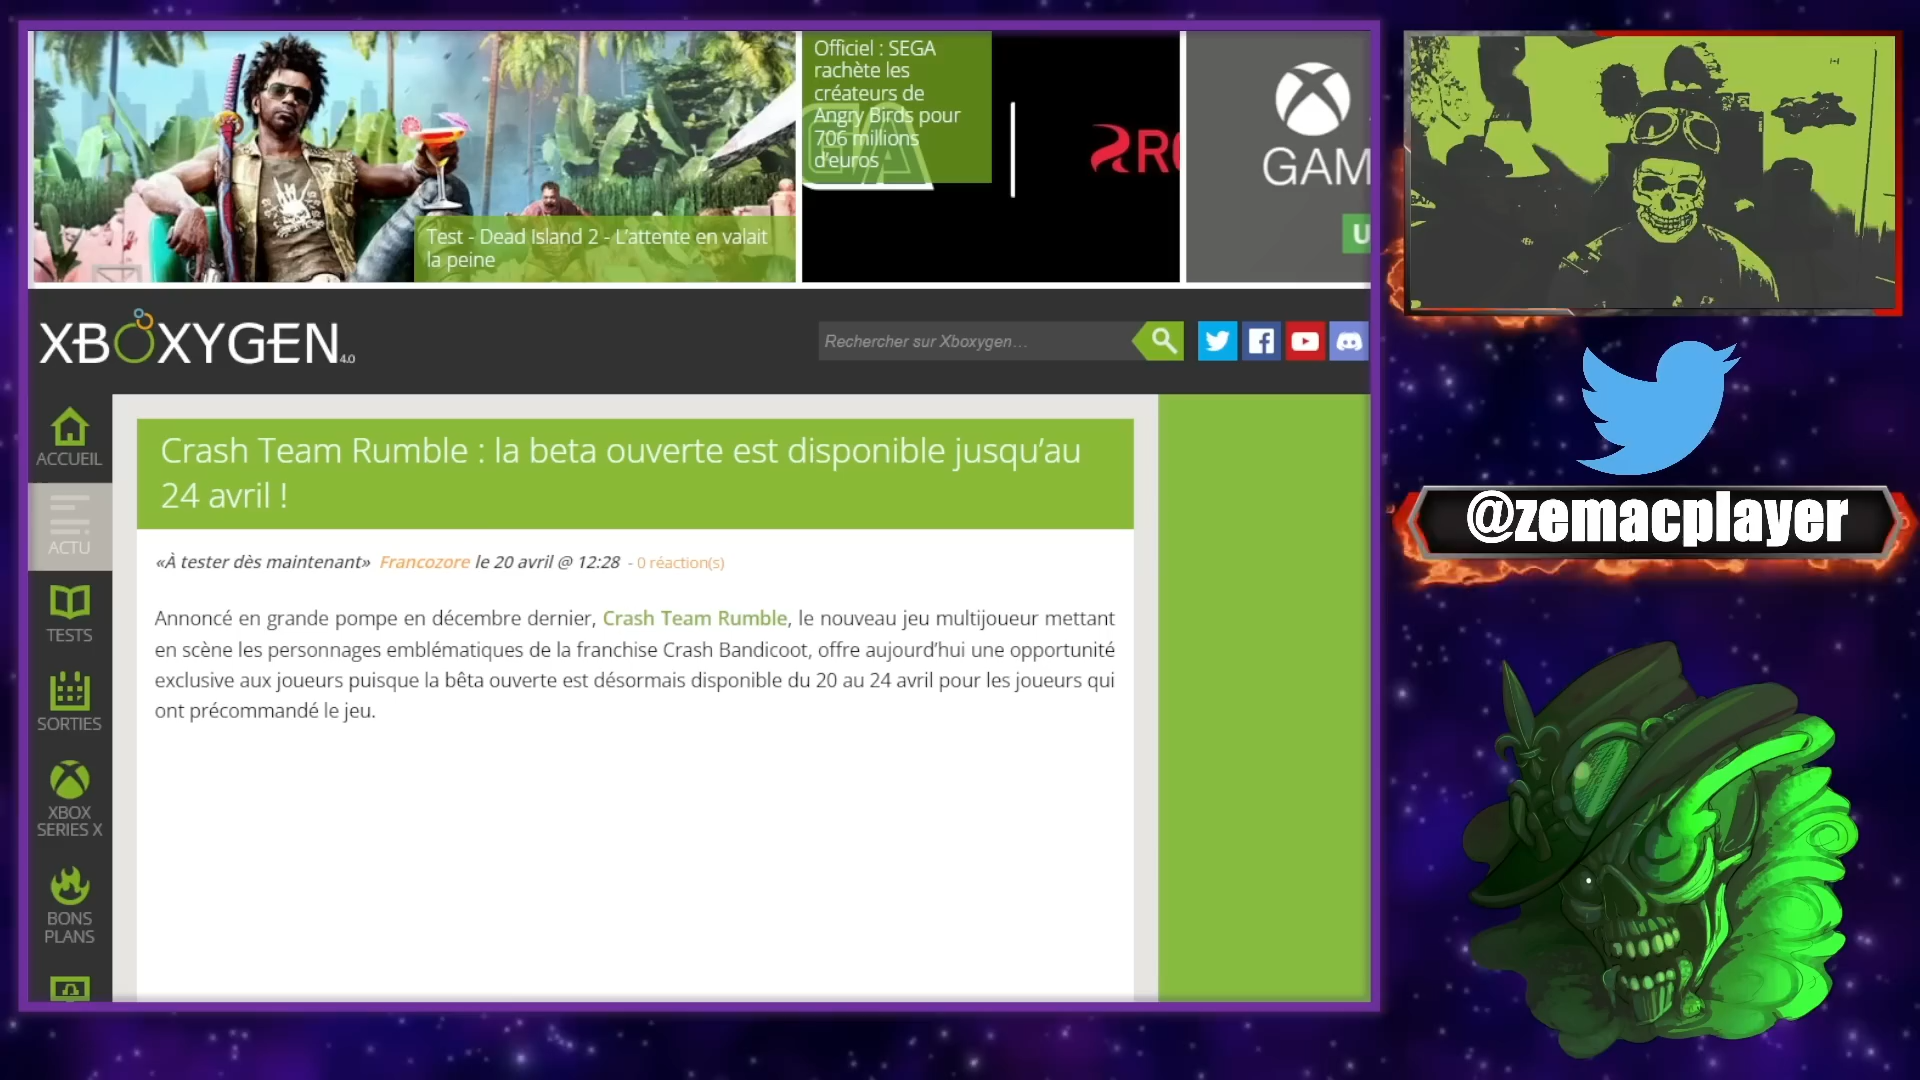 Officiel : SEGA
rachète les
créateurs de
Angry Birds pour
706 millions
d'euros
Test - Dead Island 2 - L'attente en valait
la peine
GAM
U
XBOXYGEN 4.0
Rechercher sur Xboxygen...
ACCUEIL
ACTU
TESTS
SORTIES
XBOX
SERIES X
BONS
PLANS
Crash Team Rumble : la beta ouverte est disponible jusqu'au
24 avril !
«À tester dès maintenant» Francozore le 20 avril @ 12:28 - 0 réaction(s)
Annoncé en grande pompe en décembre dernier, Crash Team Rumble, le nouveau jeu multijoueur mettant
en scène les personnages emblématiques de la franchise Crash Bandicoot, offre aujourd'hui une opportunité
exclusive aux joueurs puisque la bêta ouverte est désormais disponible du 20 au 24 avril pour les joueurs qui
ont précommandé le jeu.
@zemacplayer